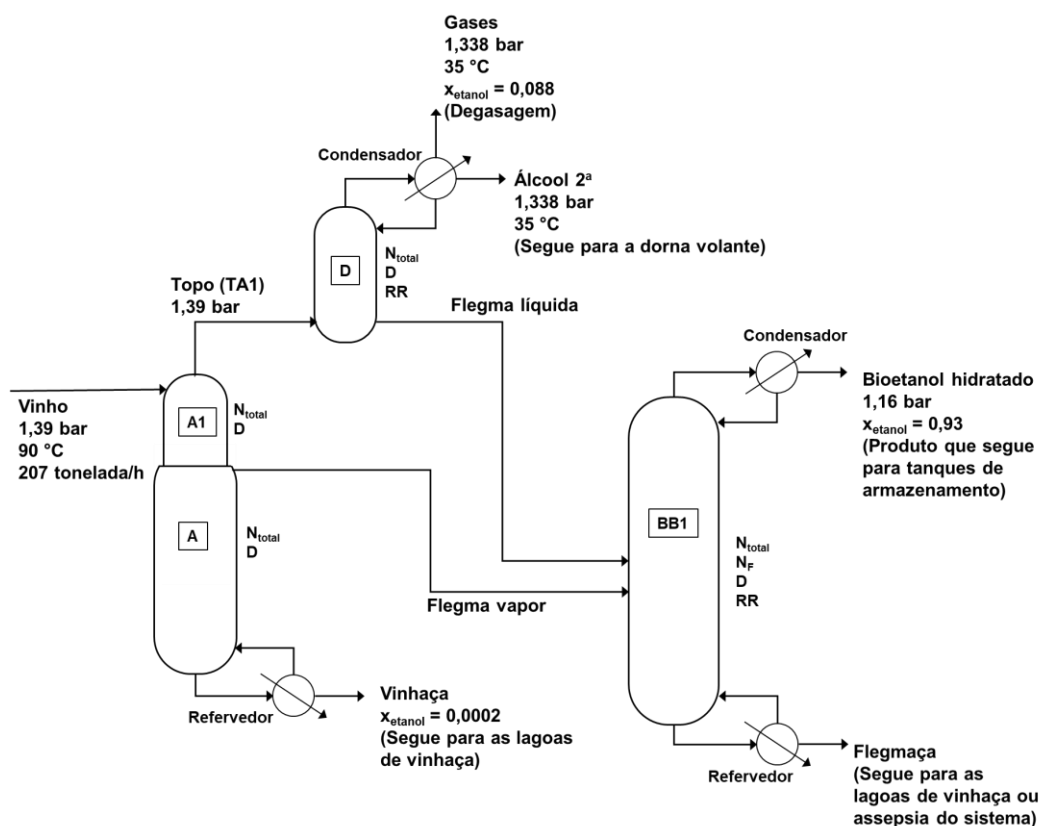 Gases
1,338 bar
35 °C
xetanol = 0,088
(Degasagem)
Condensador
Álcool 2ª
1,338 bar
35 °C
(Segue para a dorna volante)
D
Ntotal
D
RR
Topo (TA1)
1,39 bar
Flegma líquida
Condensador
Bioetanol hidratado
1,16 bar
xetanol = 0,93
(Produto que segue
para tanques de
armazenamento)
Vinho
1,39 bar
90 °C
207 tonelada/h
A1
Ntotal
D
A
Ntotal
D
Flegma vapor
BB1
Ntotal
NF
D
RR
Refervedor
Vinhaça
xetanol = 0,0002
(Segue para as lagoas
de vinhaça)
Refervedor
Flegmaça
(Segue para as
lagoas de vinhaça ou
assepsia do sistema)